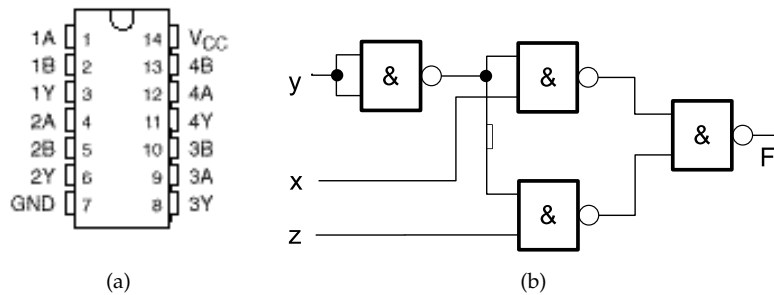 1A 1 14 VCC
1B 2 13 4B
1Y 3 12 4A
2A 4 11 4Y
2B 5 10 3B
2Y 6 9 3A
GND 7 8 3Y
(a)
y & &
& F
x
&
z
(b)